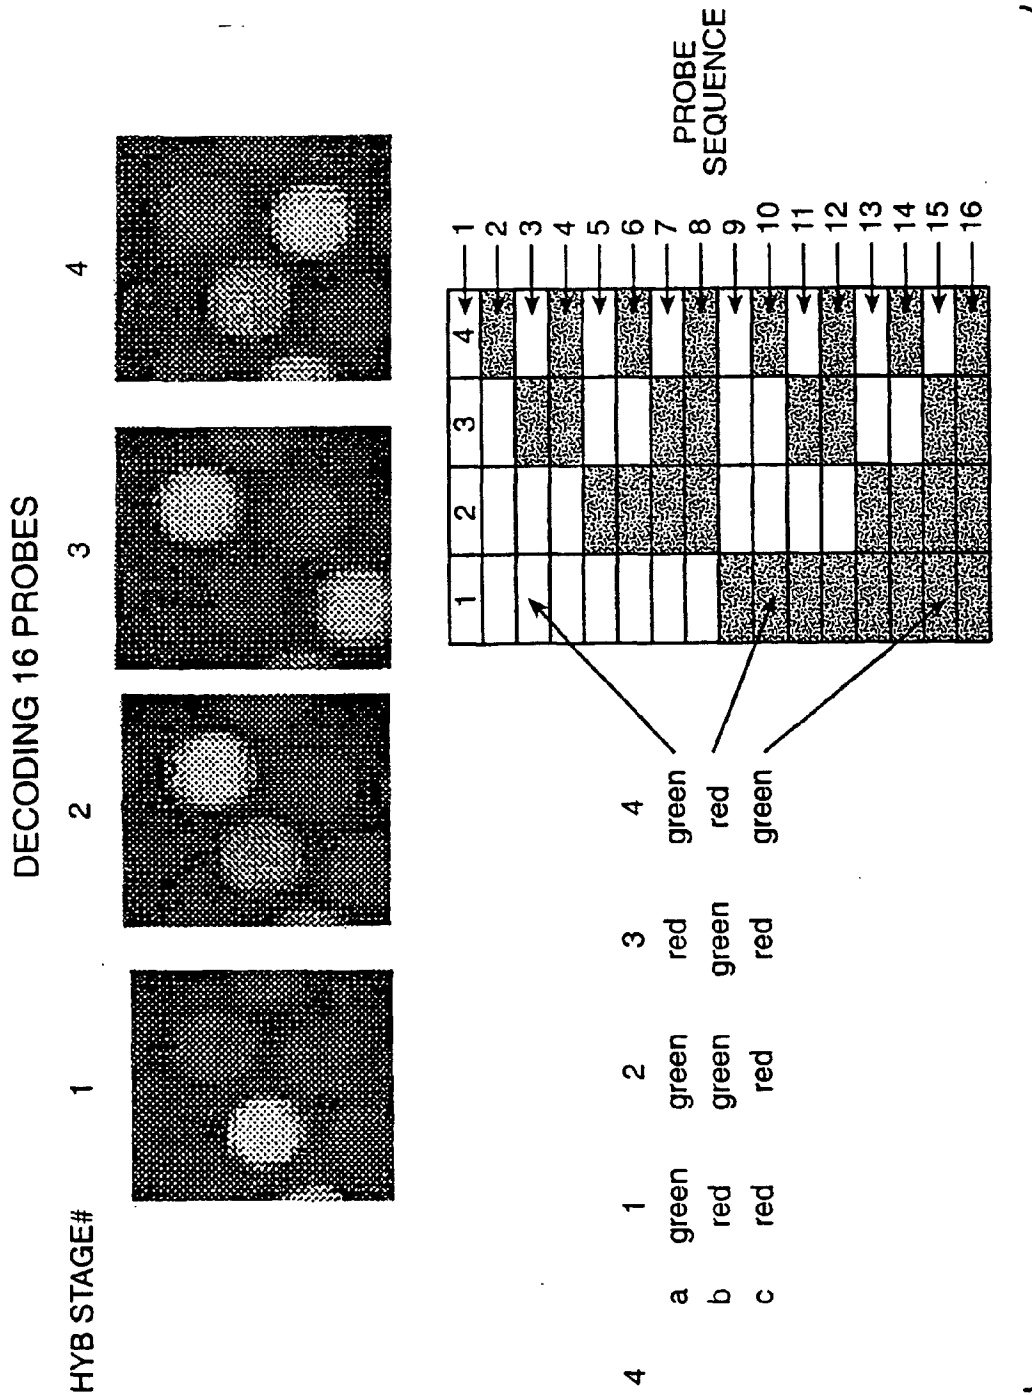 DECODING 16 PROBES
HYB STAGE# 1 2 3 4
4
1 2 3 4
a green green red green
b red green green red
c red red red green
1 2 3 4
1
2
3
4
5
6
7
8
9
10
11
12
13
14
15
16
PROBE
SEQUENCE